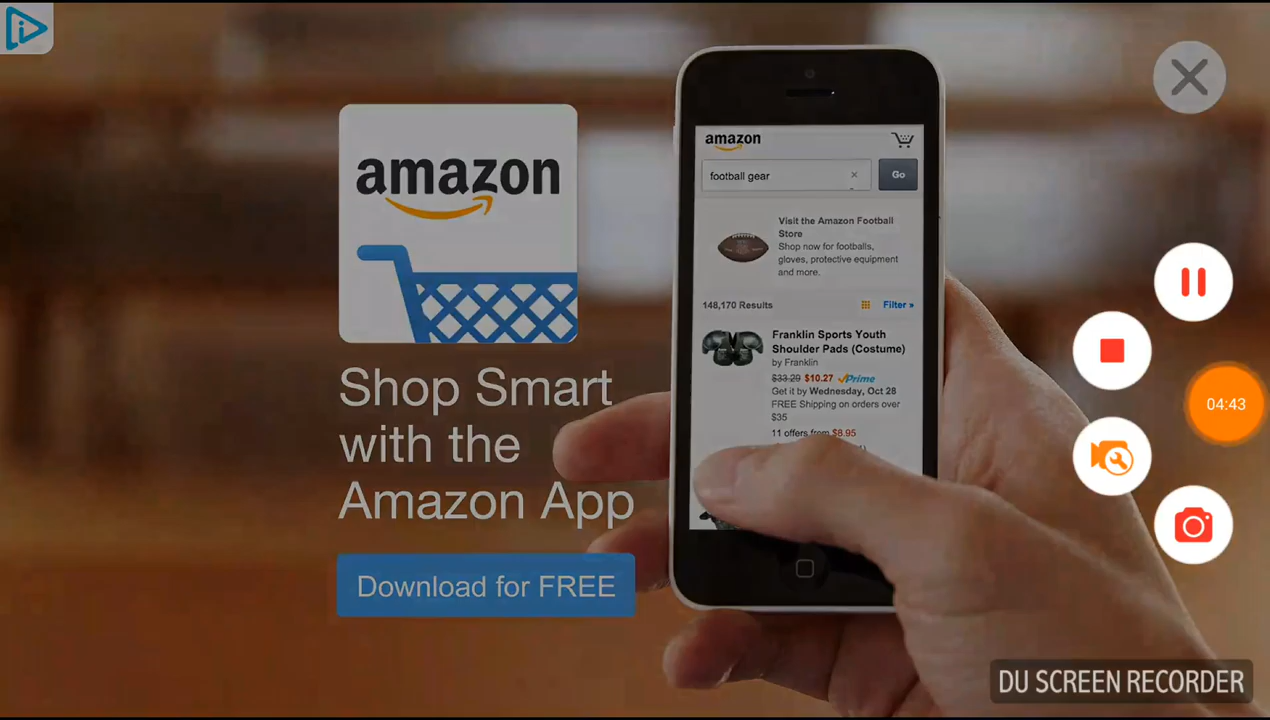 amazon
Shop Smart
with the
Amazon App
Download for FREE
amazon
football gear
Go
Visit the Amazon Football
Store
Shop now for footballs,
gloves, protective equipment
and more.
148,170 Results
Filter »
Franklin Sports Youth
Shoulder Pads (Costume)
by Franklin
$33.29 $10.27 Prime
Get it by Wednesday, Oct 28
FREE Shipping on orders over
$35
11 offers from $8.95
04:43
DU SCREEN RECORDER